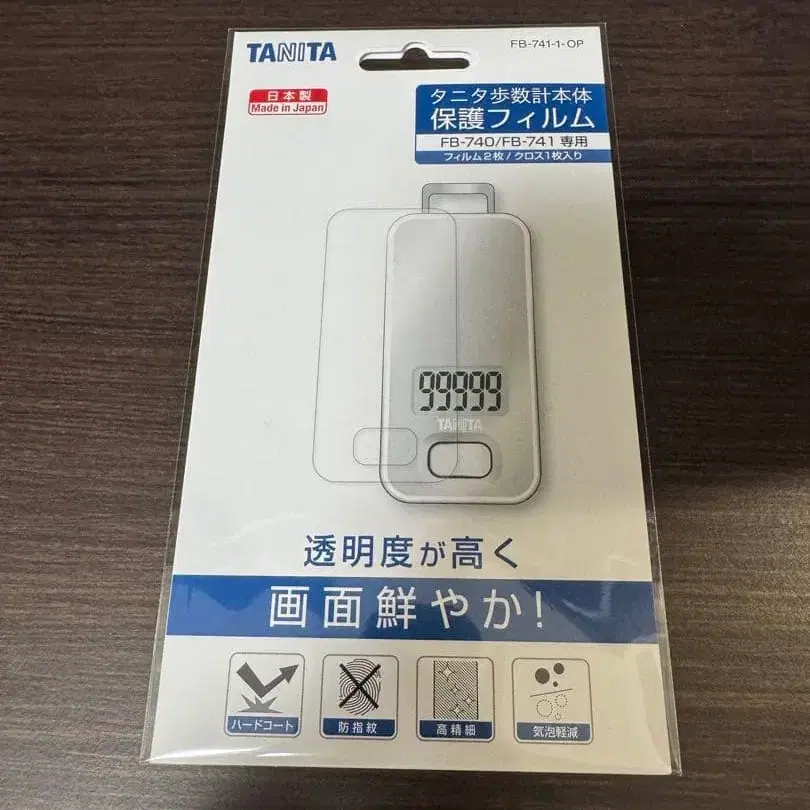 TANITA
FB-741-1-OP
日本製
Made in Japan
タニタ歩数計本体
保護フィルム
FB-740/FB-741 専用
フィルム2枚/クロス1枚入り
99999
TANITA
透明度が高く
画面鮮やか!
ハードコート
防指紋
高精細
気泡軽減